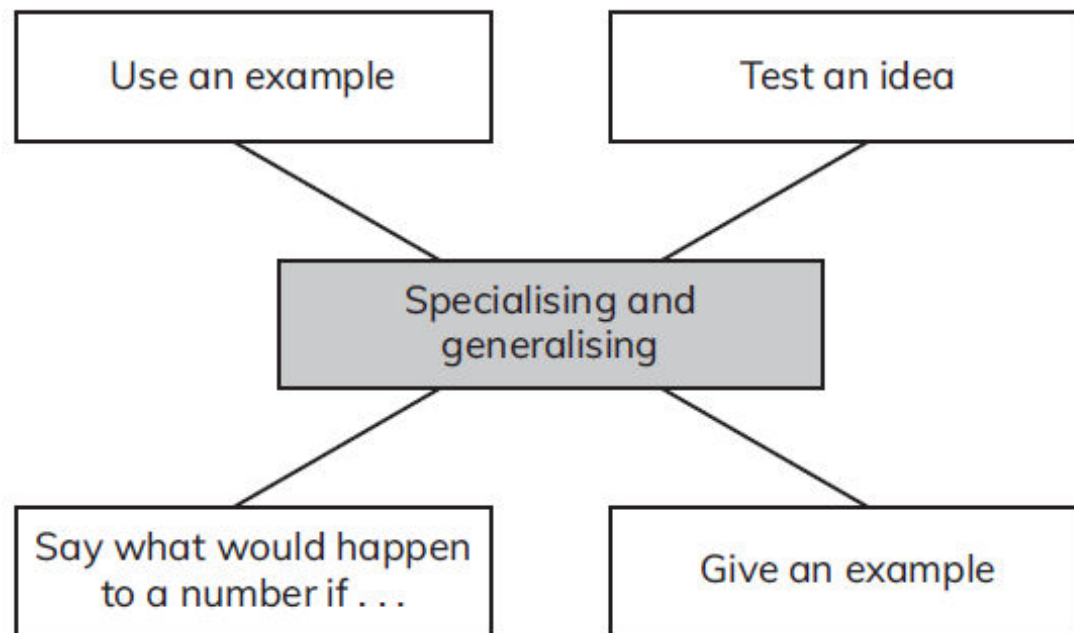 Use an example
Test an idea
Specialising and
generalising
Say what would happen
to a number if . . .
Give an example